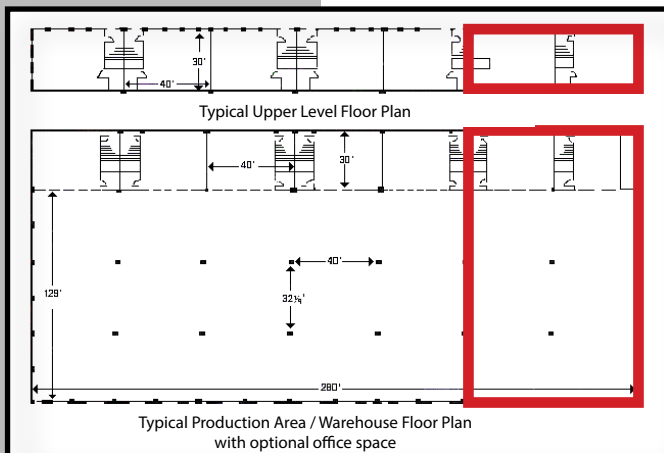 30'
40'
Typical Upper Level Floor Plan
40'
30'
40'
129'
32¼'
280'
Typical Production Area / Warehouse Floor Plan
with optional office space